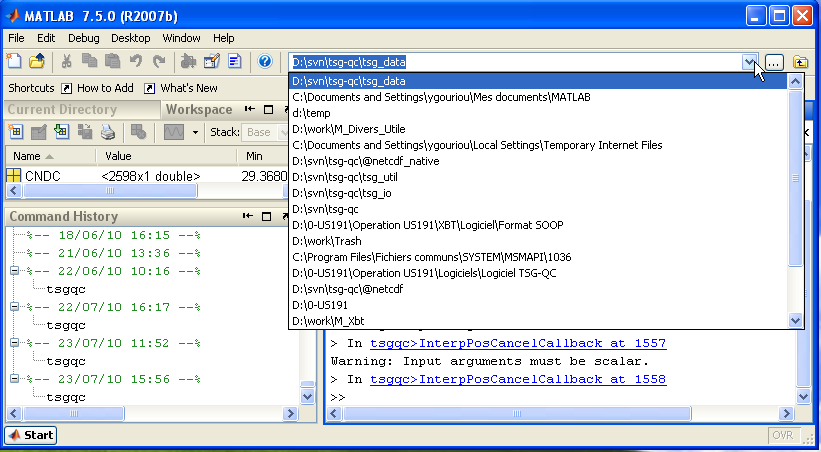 MATLAB 7.5.0 (R2007b)
File Edit Debug Desktop Window Help
D:\svn\tsg-qc\tsg_data
Shortcuts How to Add What's New
Current Directory Workspace
Stack: Base
Name Value Min
CNDC <2598x1 double> 29.3680
Command History
%-- 18/06/10 16:15 --%
%-- 21/06/10 13:36 --%
%-- 22/06/10 10:16 --%
tsgqc
%-- 22/07/10 16:17 --%
tsgqc
%-- 23/07/10 11:52 --%
tsgqc
%-- 23/07/10 15:56 --%
tsgqc
D:\svn\tsg-qc\tsg_data
C:\Documents and Settings\ygouriou\Mes documents\MATLAB
d:\temp
D:\work\M_Divers_Utile
C:\Documents and Settings\ygouriou\Local Settings\Temporary Internet Files
D:\svn\tsg-qc\@netcdf_native
D:\svn\tsg-qc\tsg_util
D:\svn\tsg-qc\tsg_io
D:\svn\tsg-qc
D:\0-US191\Operation US191\XBT\Logiciel\Format SOOP
D:\work\Trash
C:\Program Files\Fichiers communs\SYSTEM\MSMAPI\1036
D:\0-US191\Operation US191\Logiciels\Logiciel TSG-QC
D:\svn\tsg-qc\@netcdf
D:\0-US191
D:\work\M_Xbt
> In tsgqc>InterpPosCancelCallback at 1557
Warning: Input arguments must be scalar.
> In tsgqc>InterpPosCancelCallback at 1558
>>
Start
OVR